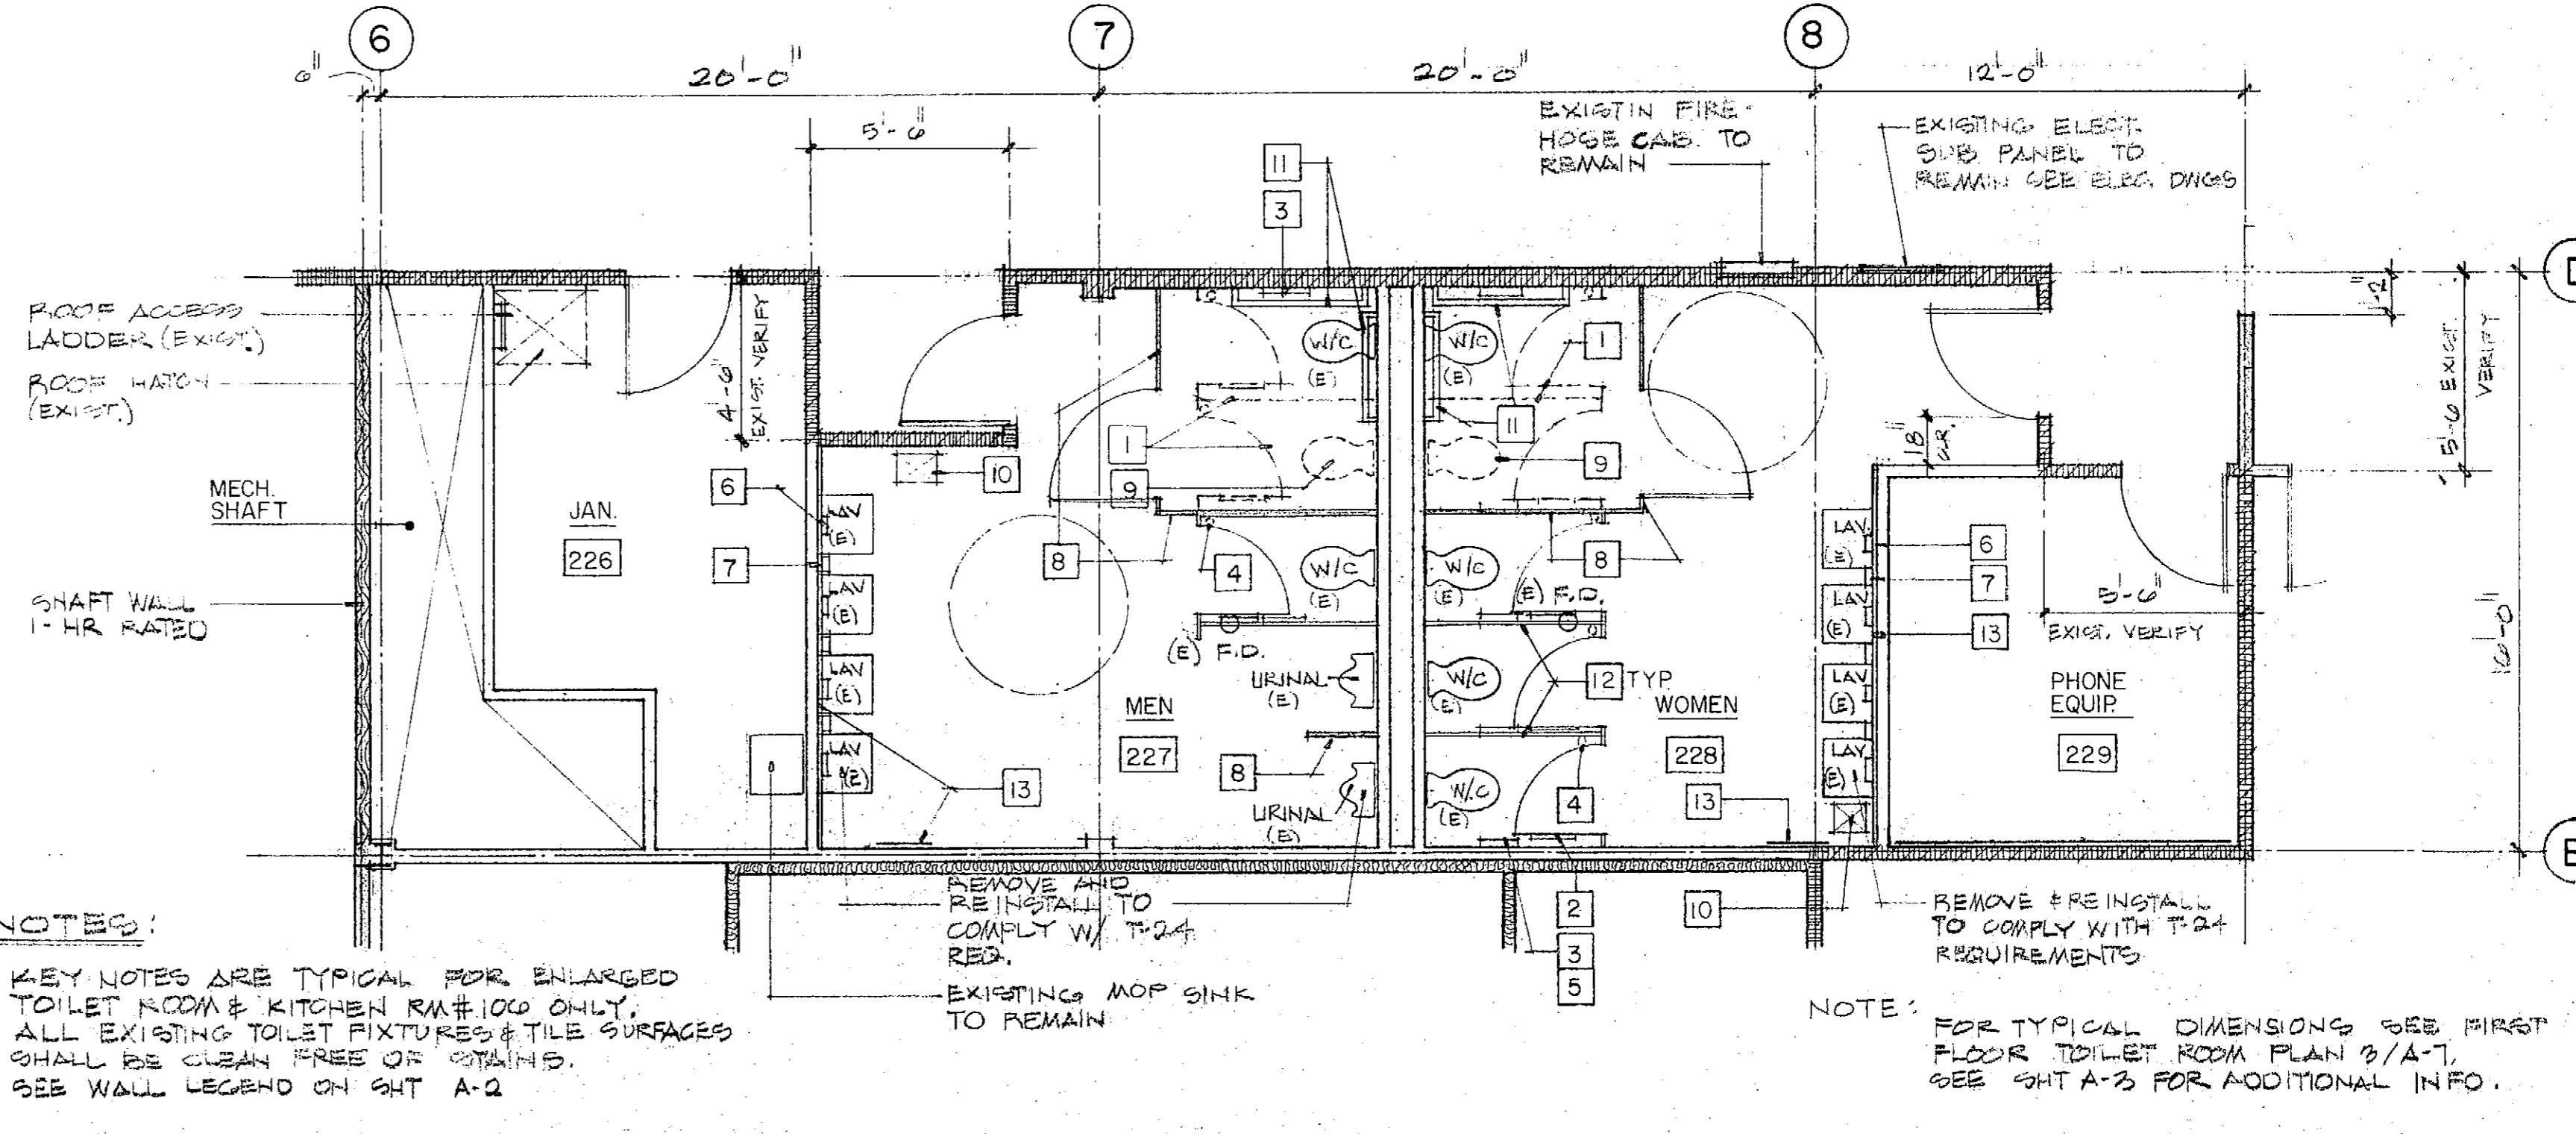 6
7
8
6"
20'-0"
20'-0"
12'-0"
5'-6"
EXISTIN FIRE-
HOSE CAB. TO
REMAIN
EXISTING ELECT.
SUB PANEL TO
REMAIN SEE ELEC. DWGS
11
3
D
ROOF ACCESS
LADDER (EXIST.)
ROOF HATCH
(EXIST.)
4'-6"
EXIST. VERIFY
W/C
(E)
W/C
(E)
1
11
1
9
9
1'-2"
5'-6 EXIST.
VERIFY
18"
CLR.
MECH.
SHAFT
JAN.
226
6
7
10
LAV
(E)
LAV
(E)
LAV
(E)
LAV
(E)
8
8
4
W/C
(E)
W/C
(E)
(E) F.D.
(E) F.D.
LAV.
(E)
LAV
(E)
LAV
(E)
LAV
(E)
6
7
13
5'-6"
EXIST. VERIFY
16'-0"
SHAFT WALL
1-HR RATED
URINAL
(E)
W/C
(E)
12 TYP.
MEN
227
WOMEN
228
PHONE
EQUIP.
229
8
13
URINAL
(E)
W/C
(E)
4
13
E
REMOVE AND
REINSTALL TO
COMPLY W/ T-24
REQ.
2
3
5
10
REMOVE & REINSTALL
TO COMPLY WITH T-24
REQUIREMENTS
EXISTING MOP SINK
TO REMAIN
NOTES:
KEY NOTES ARE TYPICAL FOR ENLARGED
TOILET ROOM & KITCHEN RM#106 ONLY.
ALL EXISTING TOILET FIXTURES & TILE SURFACES
SHALL BE CLEAN FREE OF STAINS.
SEE WALL LEGEND ON SHT A-2
NOTE:
FOR TYPICAL DIMENSIONS SEE FIRST
FLOOR TOILET ROOM PLAN 3/A-7.
SEE SHT A-3 FOR ADDITIONAL INFO.